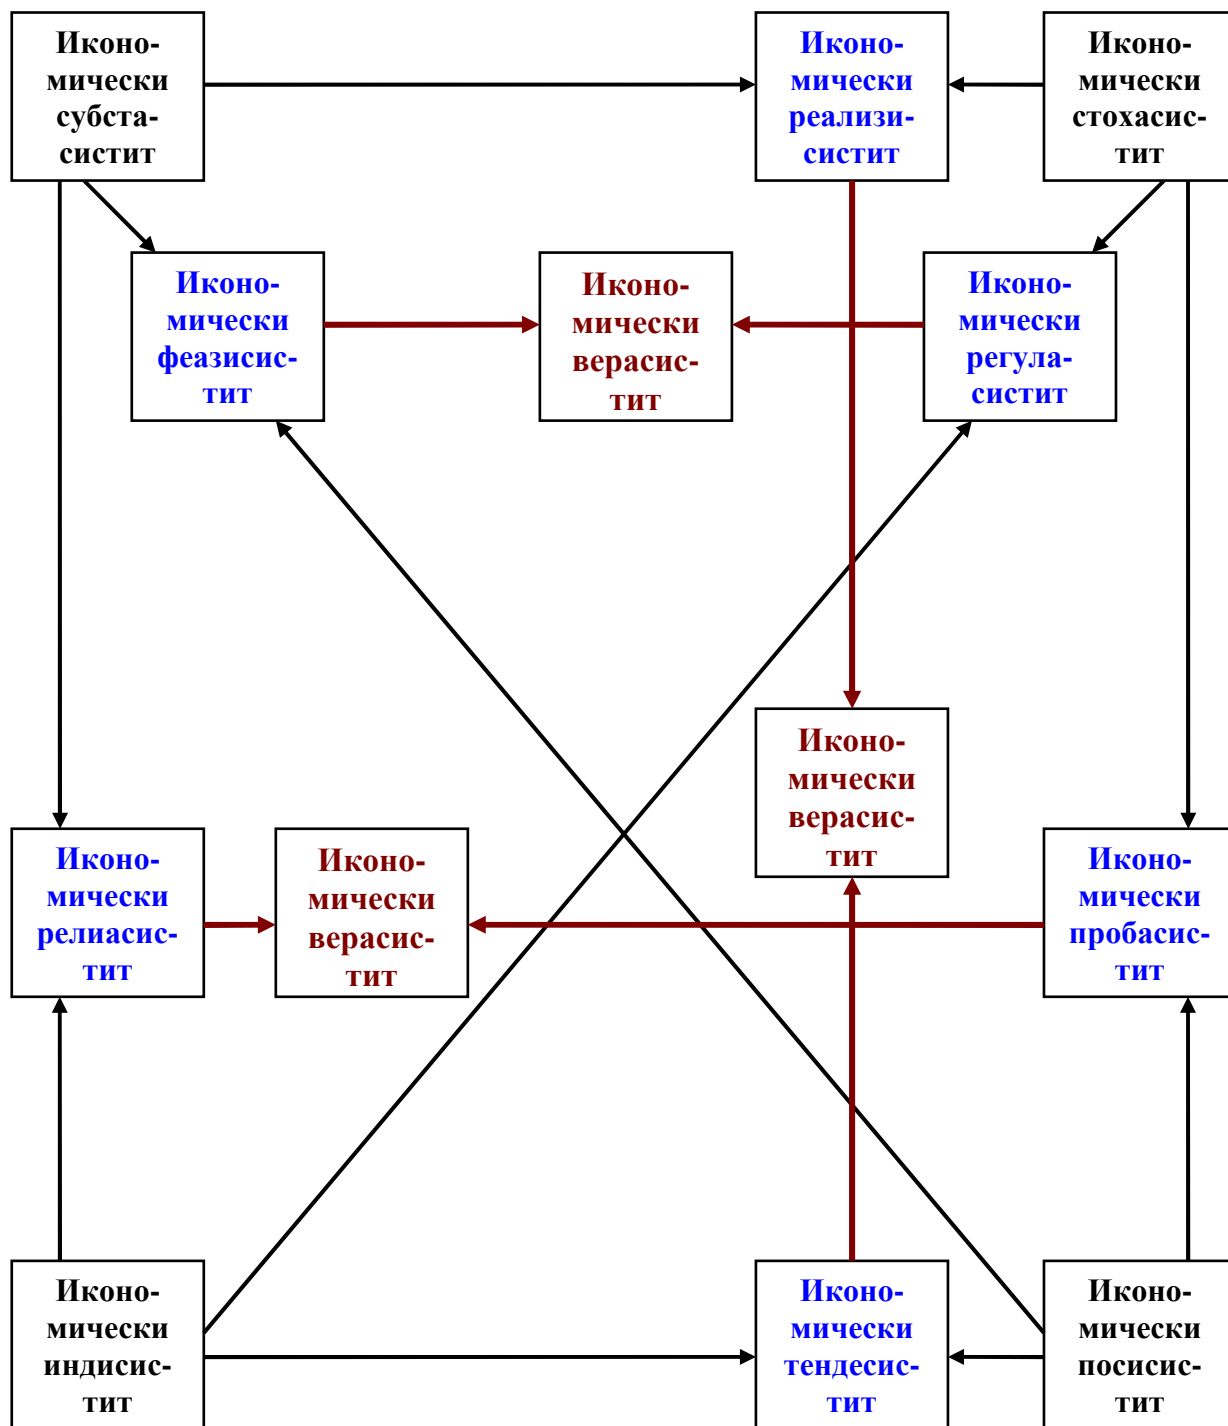 Иконо-
мически
субста-
систит
Иконо-
мически
реализи-
систит
Иконо-
мически
стохасис-
тит
Иконо-
мически
феазисис-
тит
Иконо-
мически
верасис-
тит
Иконо-
мически
регула-
систит
Иконо-
мически
верасис-
тит
Иконо-
мически
релиасис-
тит
Иконо-
мически
верасис-
тит
Иконо-
мически
пробасис-
тит
Иконо-
мически
индисис-
тит
Иконо-
мически
тендесис-
тит
Иконо-
мически
посисис-
тит